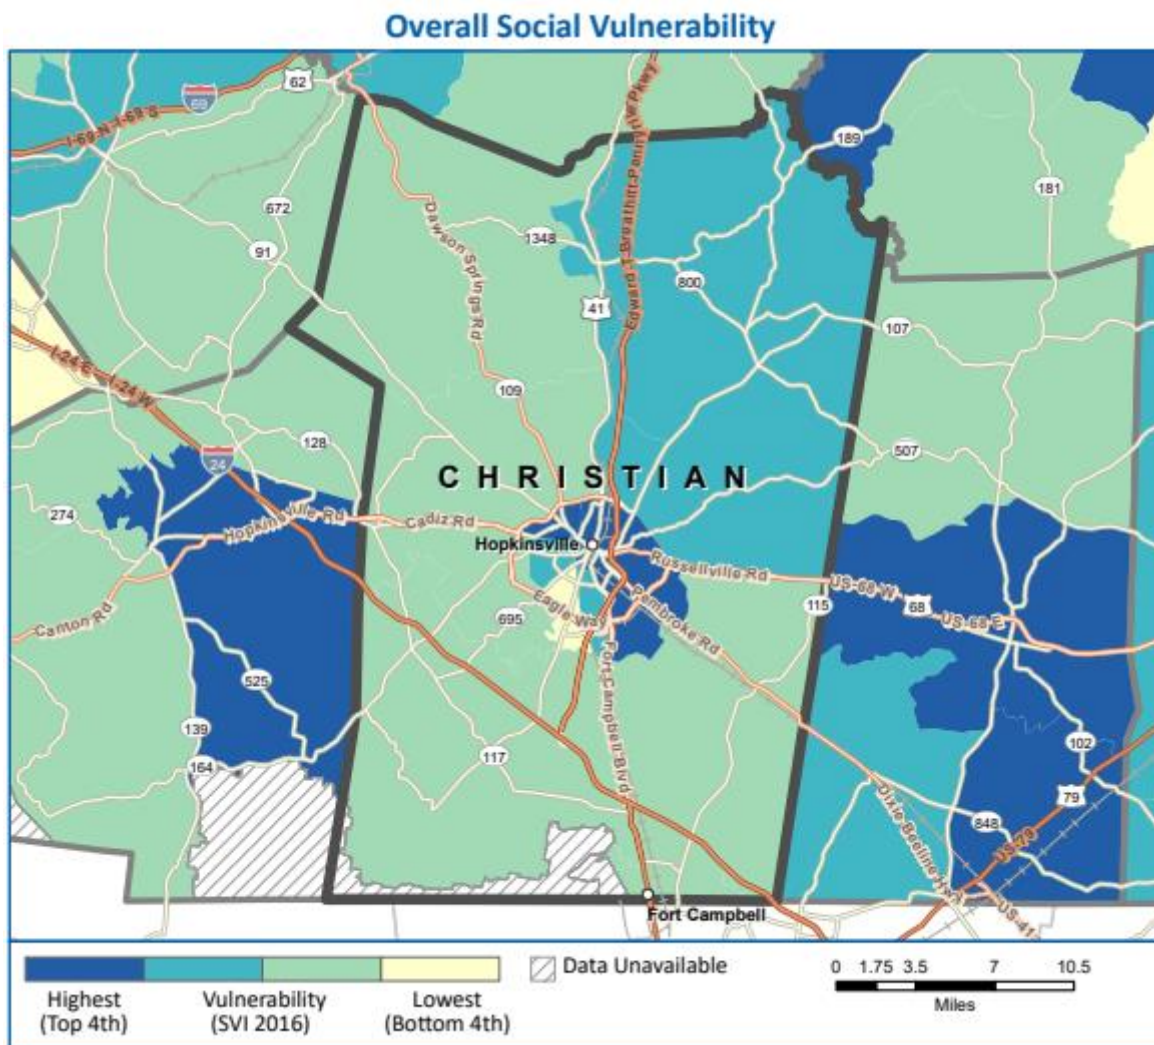 Overall Social Vulnerability
62
69
I-69 N I-69 S
Edward T Breathitt Pennyrile Pkwy
189
181
672
Dawson Springs Rd
1348
91
800
41
107
I-24 E I-24 W
109
128
507
24
CHRISTIAN
274
Hopkinsville Rd
Cadiz Rd
Hopkinsville
Russellville Rd
US-68 W
68
US-68 E
Canton Rd
Eagle Way
Pembroke Rd
115
695
525
Fort Campbell Blvd
139
164
117
102
79
Dixie Beeline Hwy
848
US-79
US-41
Fort Campbell
Highest
(Top 4th)
Vulnerability
(SVI 2016)
Lowest
(Bottom 4th)
Data Unavailable
0 1.75 3.5 7 10.5
Miles